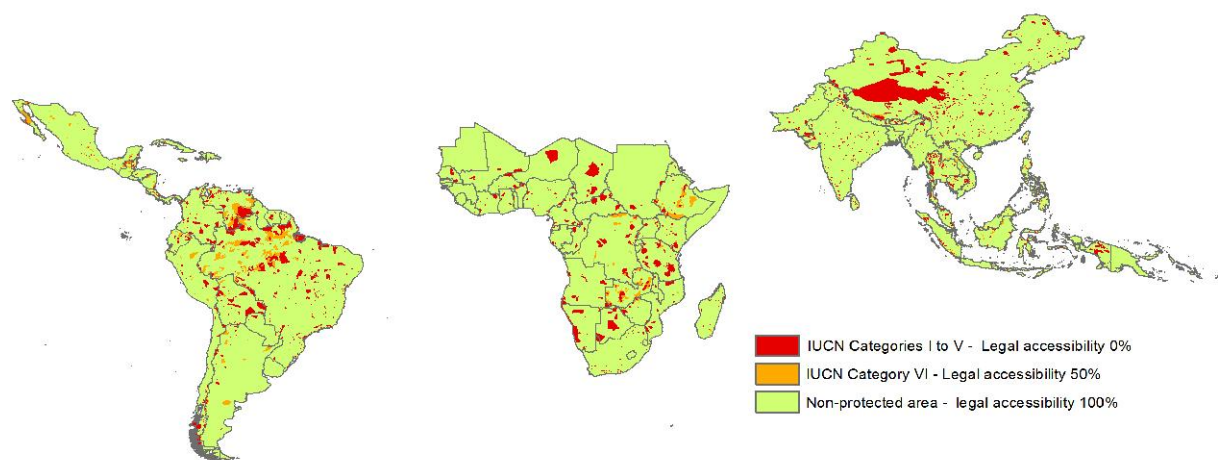 IUCN Categories I to V - Legal accessibility 0%
IUCN Category VI - Legal accessibility 50%
Non-protected area - legal accessibility 100%